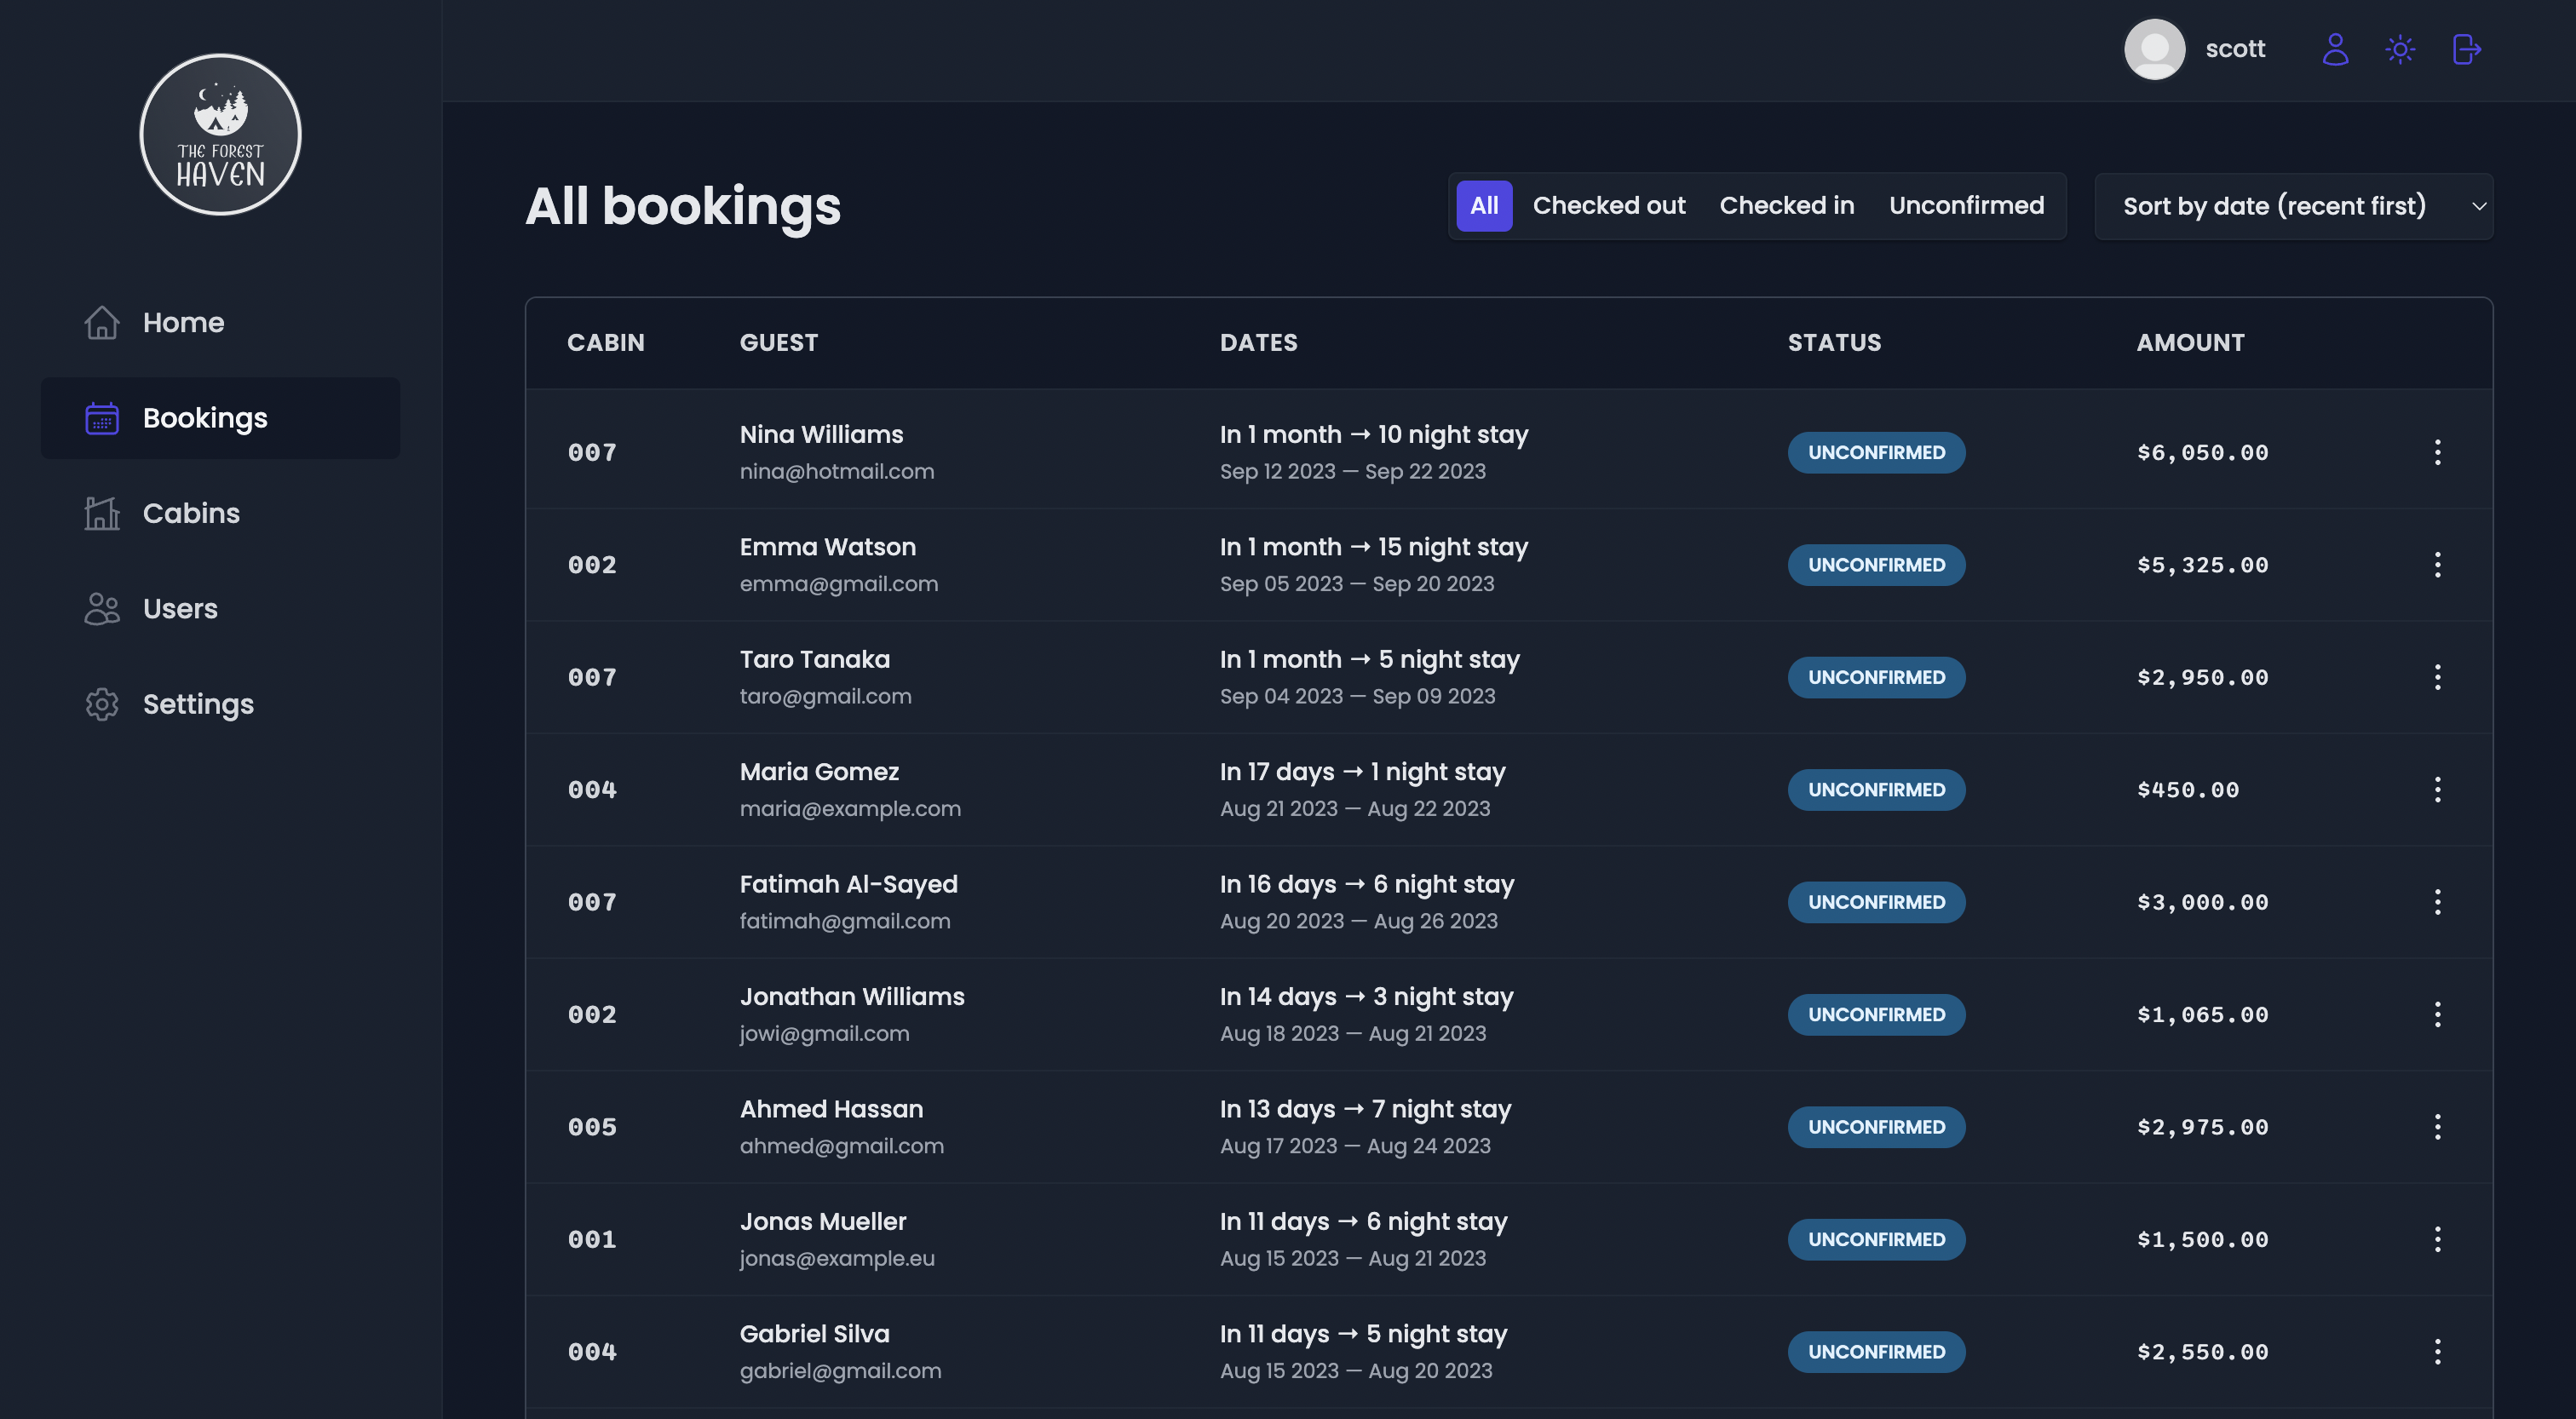 THE FOREST
HAVEN
Home
Bookings
Cabins
Users
Settings
scott
All bookings
All Checked out Checked in Unconfirmed
Sort by date (recent first)
CABIN GUEST DATES STATUS AMOUNT
007 Nina Williams In 1 month → 10 night stay UNCONFIRMED $6,050.00
nina@hotmail.com Sep 12 2023 — Sep 22 2023
002 Emma Watson In 1 month → 15 night stay UNCONFIRMED $5,325.00
emma@gmail.com Sep 05 2023 — Sep 20 2023
007 Taro Tanaka In 1 month → 5 night stay UNCONFIRMED $2,950.00
taro@gmail.com Sep 04 2023 — Sep 09 2023
004 Maria Gomez In 17 days → 1 night stay UNCONFIRMED $450.00
maria@example.com Aug 21 2023 — Aug 22 2023
007 Fatimah Al-Sayed In 16 days → 6 night stay UNCONFIRMED $3,000.00
fatimah@gmail.com Aug 20 2023 — Aug 26 2023
002 Jonathan Williams In 14 days → 3 night stay UNCONFIRMED $1,065.00
jowi@gmail.com Aug 18 2023 — Aug 21 2023
005 Ahmed Hassan In 13 days → 7 night stay UNCONFIRMED $2,975.00
ahmed@gmail.com Aug 17 2023 — Aug 24 2023
001 Jonas Mueller In 11 days → 6 night stay UNCONFIRMED $1,500.00
jonas@example.eu Aug 15 2023 — Aug 21 2023
004 Gabriel Silva In 11 days → 5 night stay UNCONFIRMED $2,550.00
gabriel@gmail.com Aug 15 2023 — Aug 20 2023